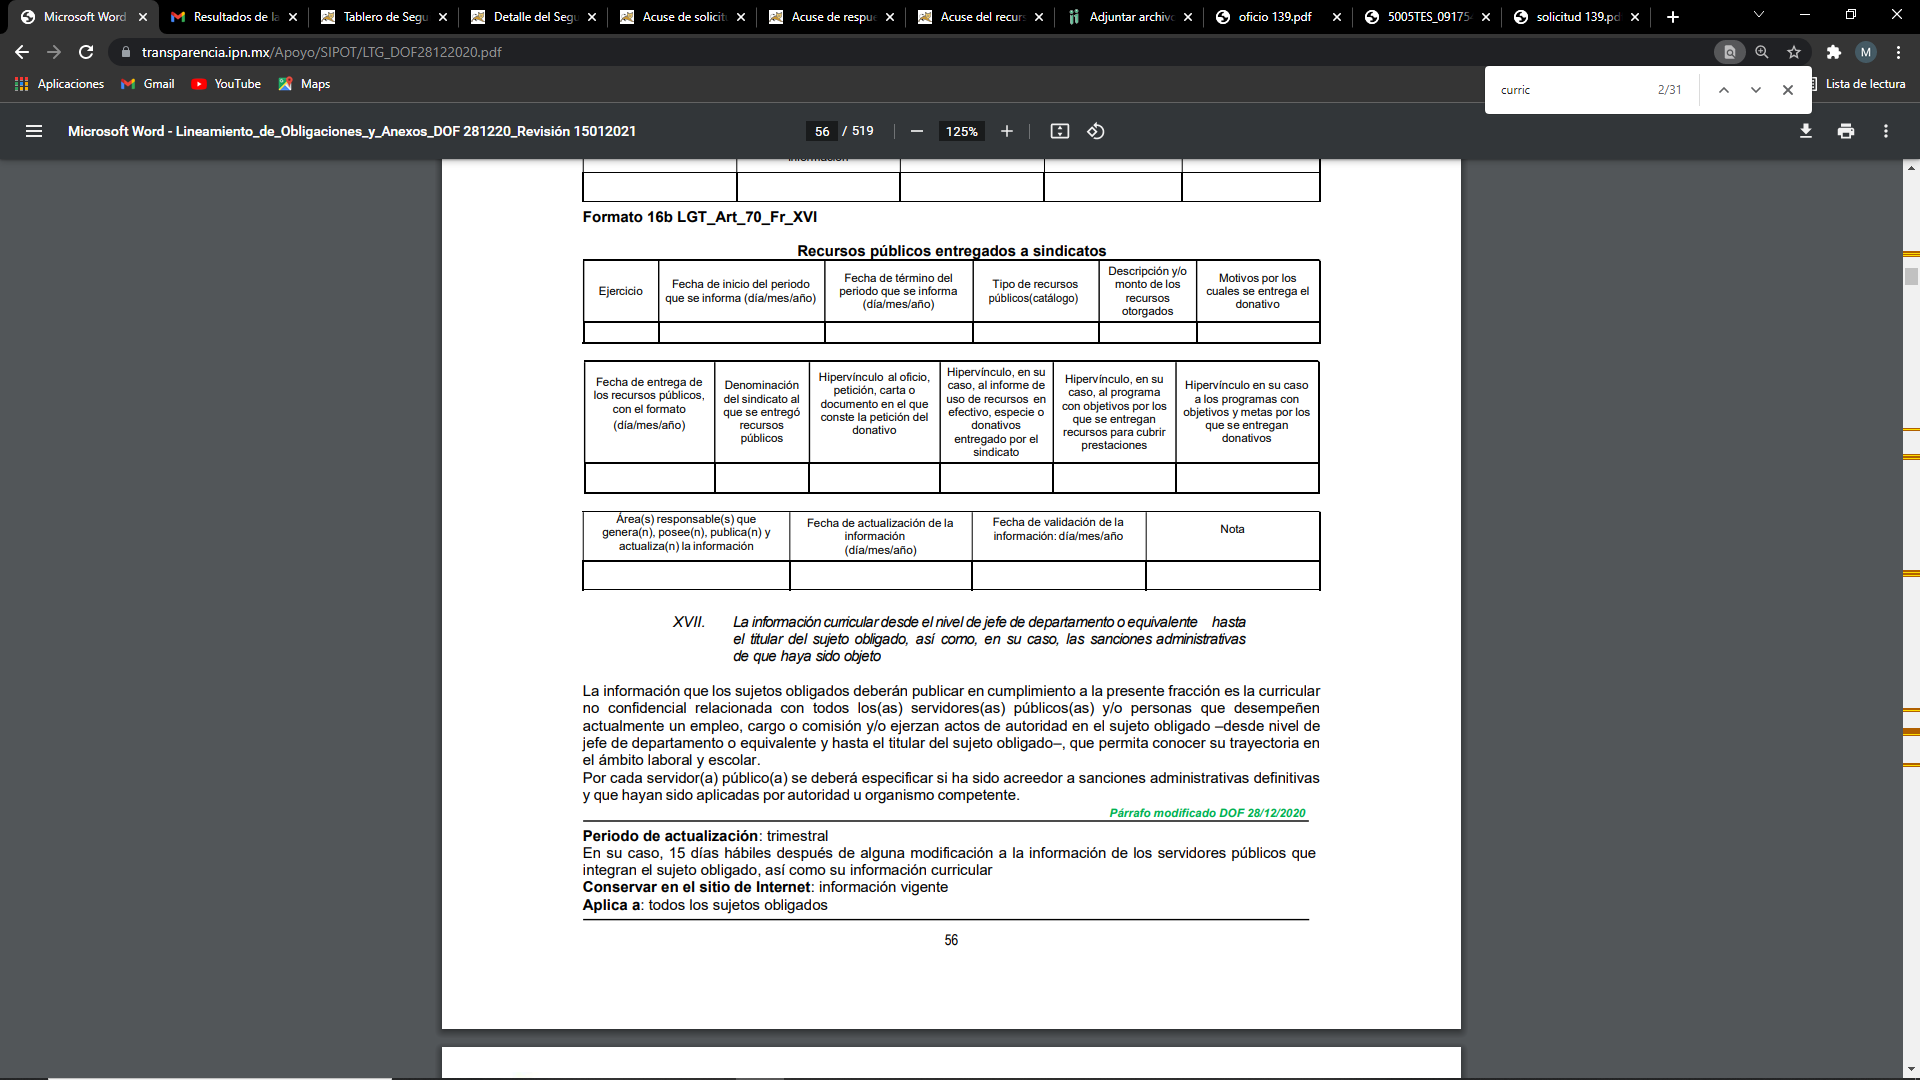 Microsoft Word
Resultados de la
Tablero de Segu
Detalle del Segu
Acuse de solicit
Acuse de respue
Acuse del recurs
Adjuntar archivo
oficio 139.pdf
5005TES_09175
solicitud 139.pd
transparencia.ipn.mx/Apoyo/SIPOT/LTG_DOF28122020.pdf
M
Aplicaciones
Gmail
YouTube
Maps
curric
2/31
Lista de lectura
Microsoft Word - Lineamiento_de_Obligaciones_y_Anexos_DOF 281220_Revisión 15012021
56 / 519
125%
información
Formato 16b LGT_Art_70_Fr_XVI
Recursos públicos entregados a sindicatos
Ejercicio
Fecha de inicio del periodo
que se informa (día/mes/año)
Fecha de término del
periodo que se informa
(día/mes/año)
Tipo de recursos
públicos(catálogo)
Descripción y/o
monto de los
recursos
otorgados
Motivos por los
cuales se entrega el
donativo
Fecha de entrega de
los recursos públicos,
con el formato
(día/mes/año)
Denominación
del sindicato al
que se entregó
recursos
públicos
Hipervínculo al oficio,
petición, carta o
documento en el que
conste la petición del
donativo
Hipervínculo, en su
caso, al informe de
uso de recursos en
efectivo, especie o
donativos
entregado por el
sindicato
Hipervínculo, en su
caso, al programa
con objetivos por los
que se entregan
recursos para cubrir
prestaciones
Hipervínculo en su caso
a los programas con
objetivos y metas por los
que se entregan
donativos
Área(s) responsable(s) que
genera(n), posee(n), publica(n) y
actualiza(n) la información
Fecha de actualización de la
información
(día/mes/año)
Fecha de validación de la
información: día/mes/año
Nota
XVII. La información curricular desde el nivel de jefe de departamento o equivalente hasta
el titular del sujeto obligado, así como, en su caso, las sanciones administrativas
de que haya sido objeto
La información que los sujetos obligados deberán publicar en cumplimiento a la presente fracción es la curricular
no confidencial relacionada con todos los(as) servidores(as) públicos(as) y/o personas que desempeñen
actualmente un empleo, cargo o comisión y/o ejerzan actos de autoridad en el sujeto obligado –desde nivel de
jefe de departamento o equivalente y hasta el titular del sujeto obligado–, que permita conocer su trayectoria en
el ámbito laboral y escolar.
Por cada servidor(a) público(a) se deberá especificar si ha sido acreedor a sanciones administrativas definitivas
y que hayan sido aplicadas por autoridad u organismo competente.
Párrafo modificado DOF 28/12/2020
Periodo de actualización: trimestral
En su caso, 15 días hábiles después de alguna modificación a la información de los servidores públicos que
integran el sujeto obligado, así como su información curricular
Conservar en el sitio de Internet: información vigente
Aplica a: todos los sujetos obligados
56